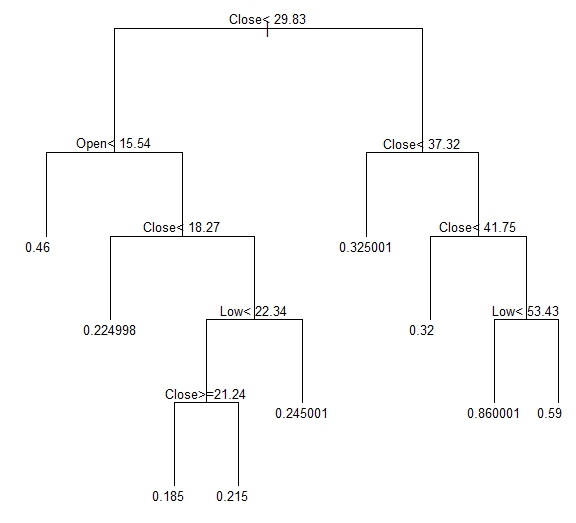 Close< 29.83
Open< 15.54
Close< 37.32
Close< 18.27
Close< 41.75
0.46
0.325001
Low< 22.34
Low< 53.43
0.224998
0.32
Close>=21.24
0.245001
0.860001
0.59
0.185
0.215